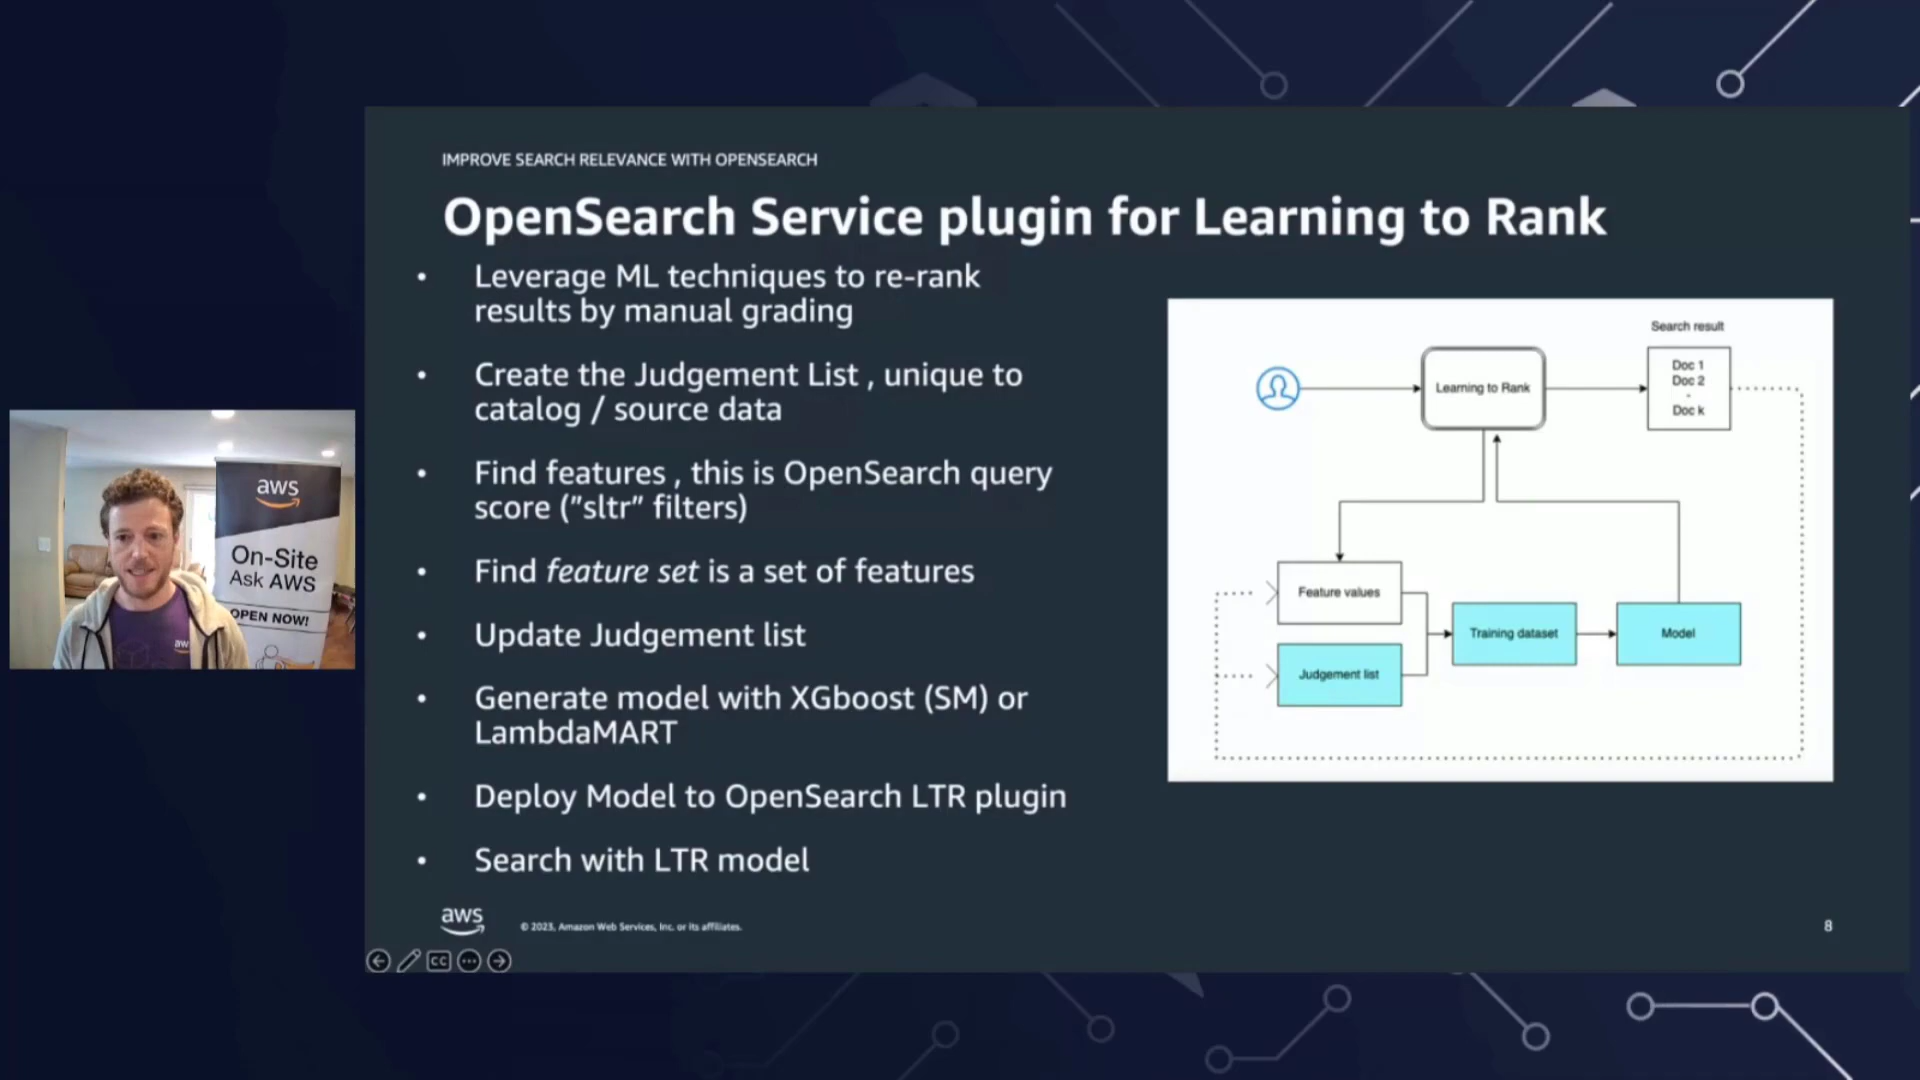 IMPROVE SEARCH RELEVANCE WITH OPENSEARCH
OpenSearch Service plugin for Learning to Rank
• Leverage ML techniques to re-rank
results by manual grading
• Create the Judgement List , unique to
catalog / source data
• Find features , this is OpenSearch query
score ("sltr" filters)
• Find feature set is a set of features
• Update Judgement list
• Generate model with XGboost (SM) or
LambdaMART
• Deploy Model to OpenSearch LTR plugin
• Search with LTR model
Search result
Learning to Rank
Doc 1
Doc 2
-
Doc k
Feature values
Judgement list
Training dataset
Model
aws
© 2023, Amazon Web Services, Inc. or its affiliates.
8
CC
aws
On-Site
Ask AWS
OPEN NOW!
aws